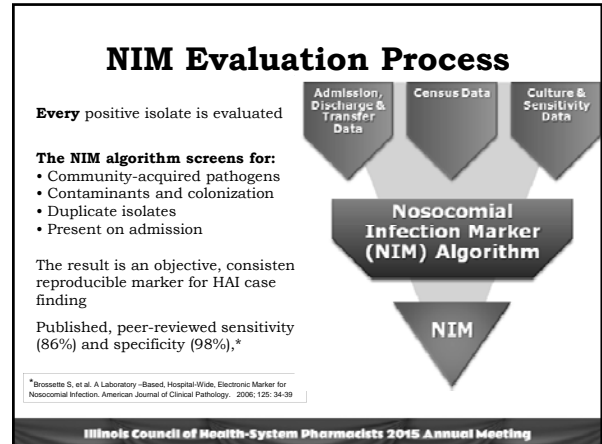 NIM Evaluation Process
Every positive isolate is evaluated
The NIM algorithm screens for:
• Community-acquired pathogens
• Contaminants and colonization
• Duplicate isolates
• Present on admission
The result is an objective, consisten
reproducible marker for HAI case
finding
Published, peer-reviewed sensitivity
(86%) and specificity (98%),*
*Brossette S, et al. A Laboratory –Based, Hospital-Wide, Electronic Marker for
Nosocomial Infection. American Journal of Clinical Pathology. 2006; 125: 34-39
Admission,
Discharge &
Transfer
Data
Census Data
Culture &
Sensitivity
Data
Nosocomial
Infection Marker
(NIM) Algorithm
NIM
Illinois Council of Health-System Pharmacists 2015 Annual Meeting